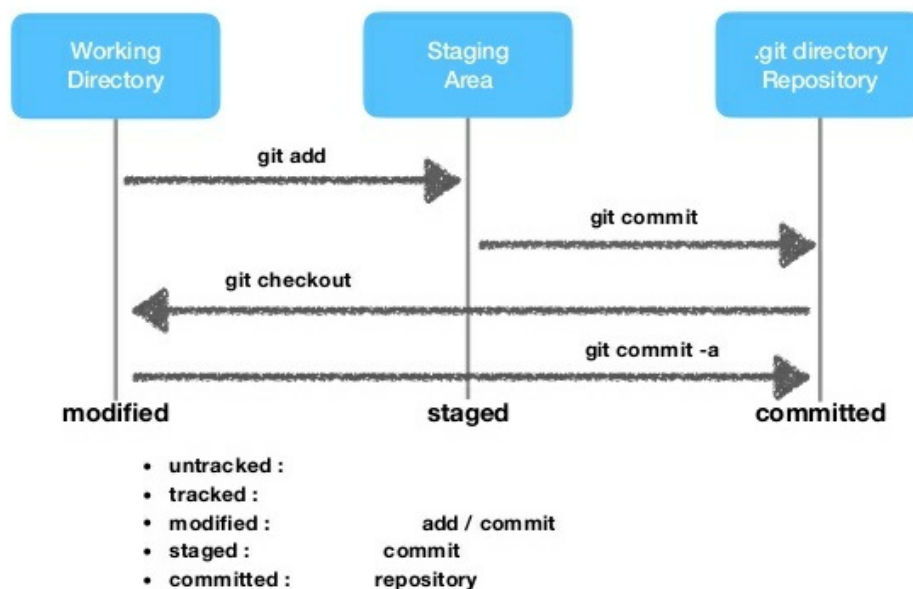 Working
Directory
Staging
Area
.git directory
Repository
git add
git commit
git checkout
git commit -a
modified
staged
committed
• untracked :
• tracked :
• modified : add / commit
• staged : commit
• committed : repository